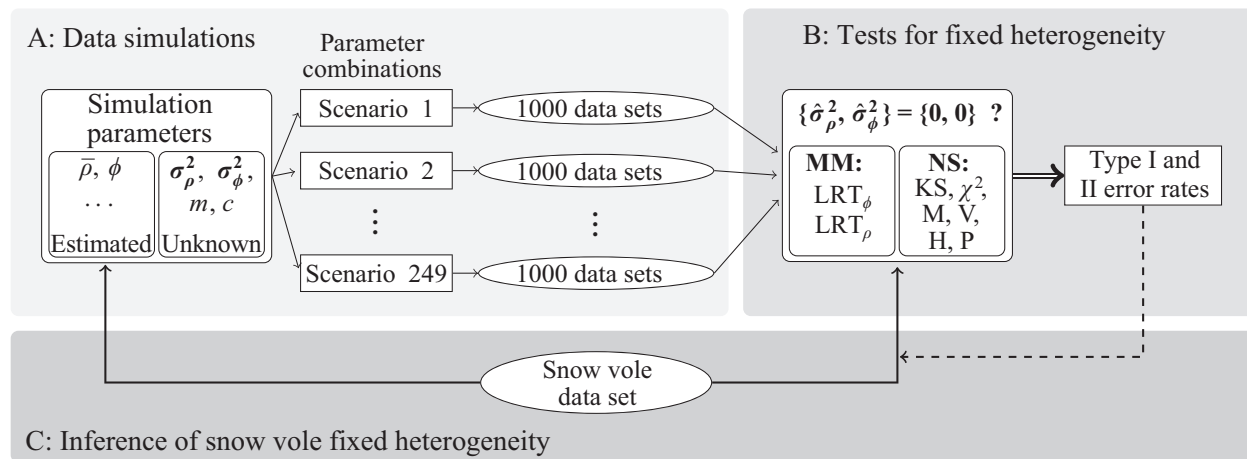 A: Data simulations
Parameter
combinations
Simulation
parameters
ρ̅, ϕ
...
Estimated
σ²ρ, σ²ϕ,
m, c
Unknown
Scenario 1
Scenario 2
⋮
Scenario 249
1000 data sets
1000 data sets
⋮
1000 data sets
B: Tests for fixed heterogeneity
{σ̂²ρ, σ̂²ϕ} = {0, 0} ?
MM:
LRTϕ
LRTρ
NS:
KS, χ²,
M, V,
H, P
Type I and
II error rates
Snow vole
data set
C: Inference of snow vole fixed heterogeneity